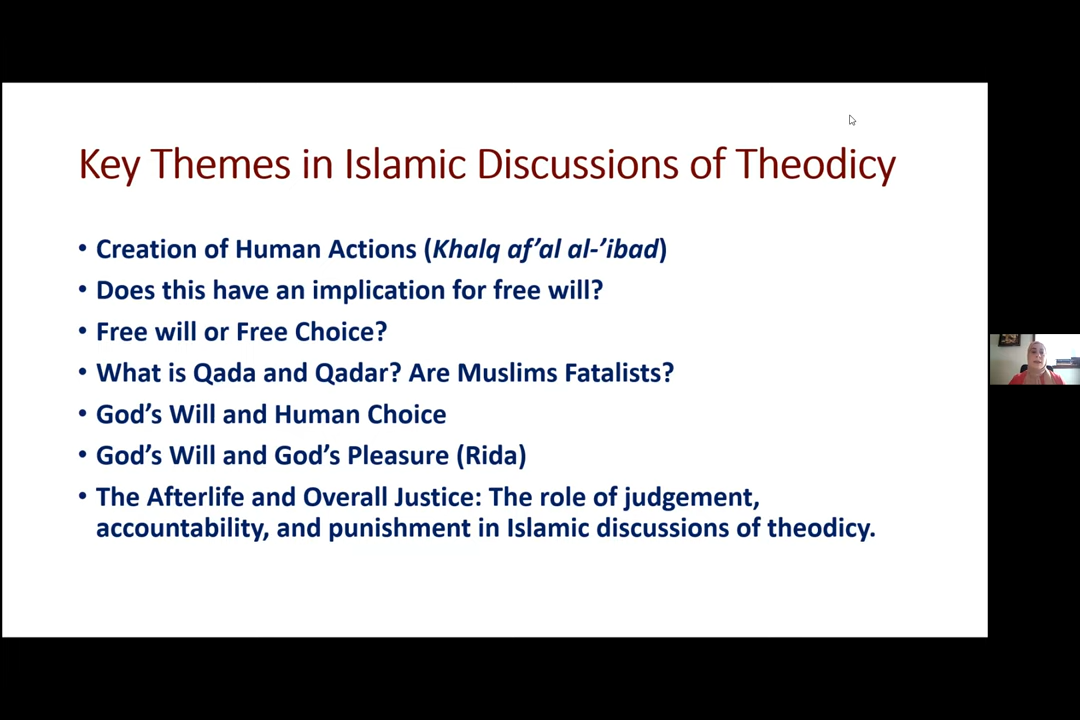 Key Themes in Islamic Discussions of Theodicy
• Creation of Human Actions (Khalq af’al al-’ibad)
• Does this have an implication for free will?
• Free will or Free Choice?
• What is Qada and Qadar? Are Muslims Fatalists?
• God’s Will and Human Choice
• God’s Will and God’s Pleasure (Rida)
• The Afterlife and Overall Justice: The role of judgement,
accountability, and punishment in Islamic discussions of theodicy.